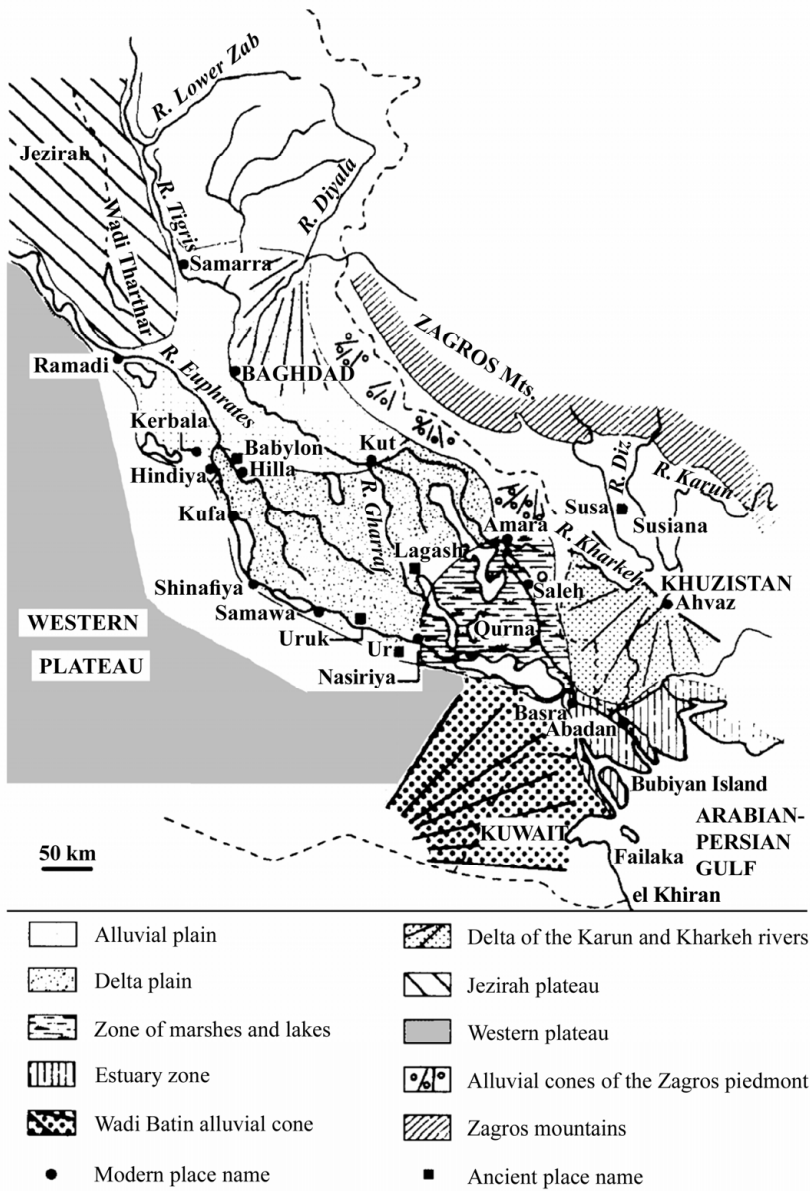 R. Lower Zab
Jezirah
R. Tigris
R. Diyala
Wadi Tharthar
Samarra
ZAGROS Mts.
Ramadi
R. Euphrates
BAGHDAD
Kerbala
Babylon
Kut
Hindiya
Hilla
R. Diz
R. Karun
Kufa
R. Gharraf
Susa
Susiana
Amara
Lagash
R. Kharkeh
Shinafiya
Saleh
KHUZISTAN
Ahvaz
Samawa
WESTERN
PLATEAU
Uruk
Ur
Qurna
Nasiriya
Basra
Abadan
Bubiyan Island
ARABIAN-
PERSIAN
GULF
KUWAIT
Failaka
50 km
el Khiran
Alluvial plain
Delta plain
Zone of marshes and lakes
Estuary zone
Wadi Batin alluvial cone
Modern place name
Delta of the Karun and Kharkeh rivers
Jezirah plateau
Western plateau
Alluvial cones of the Zagros piedmont
Zagros mountains
Ancient place name